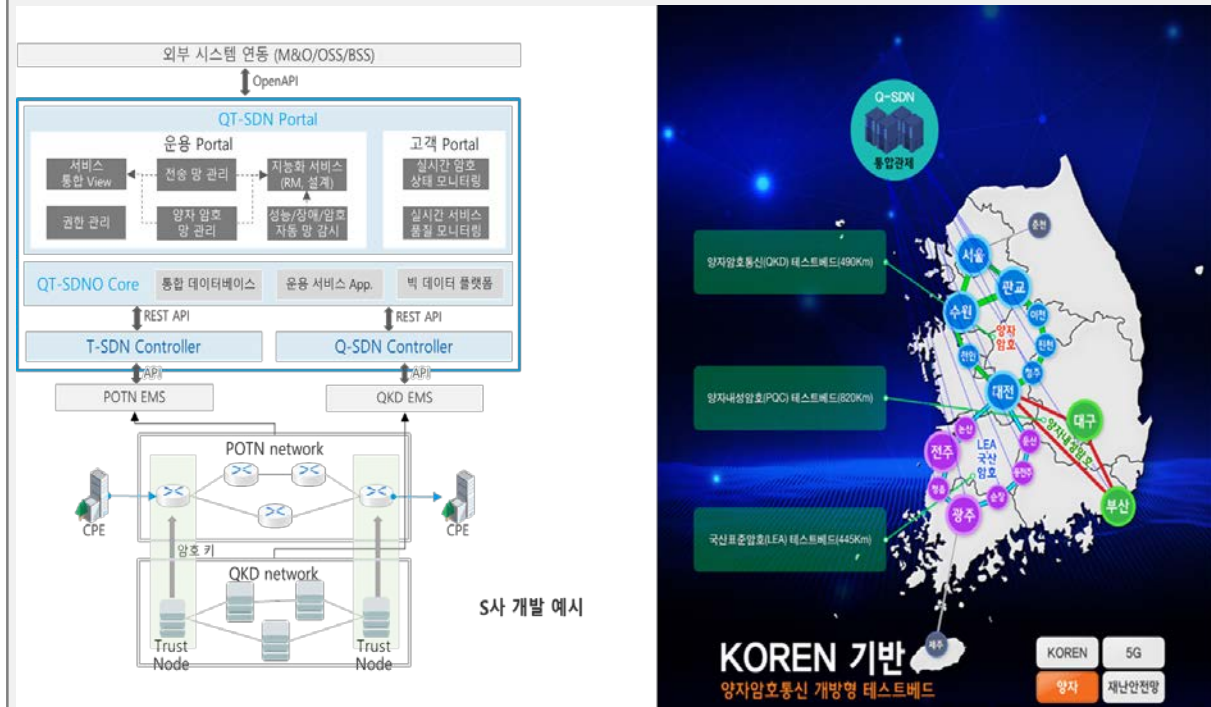 외부 시스템 연동 (M&O/OSS/BSS)
OpenAPI
QT-SDN Portal
운용 Portal
서비스
통합 View
전송 망 관리
지능화 서비스
(RM, 설계)
권한 관리
양자 암호
망 관리
성능/장애/암호
자동 망 감시
고객 Portal
실시간 암호
상태 모니터링
실시간 서비스
품질 모니터링
QT-SDNO Core
통합 데이터베이스
운용 서비스 App.
빅 데이터 플랫폼
REST API
REST API
T-SDN Controller
Q-SDN Controller
API
API
POTN EMS
QKD EMS
POTN network
CPE
CPE
암호 키
QKD network
Trust
Node
Trust
Node
S사 개발 예시
Q-SDN
통압관제
춘천
서울
판교
양자암호통신(QKD) 테스트베드(490Km)
수원
이천
양자
암호
천안
진천
청주
대전
양자내성암호(PQC) 테스트베드(820Km)
대구
양자내성암호
논산
전주
LEA
국산
암호
부산
광주
순창
국산표준암호(LEA) 테스트베드(445Km)
제주
KOREN 기반
양자암호통신 개방형 테스트베드
KOREN
5G
양자
재난안전망